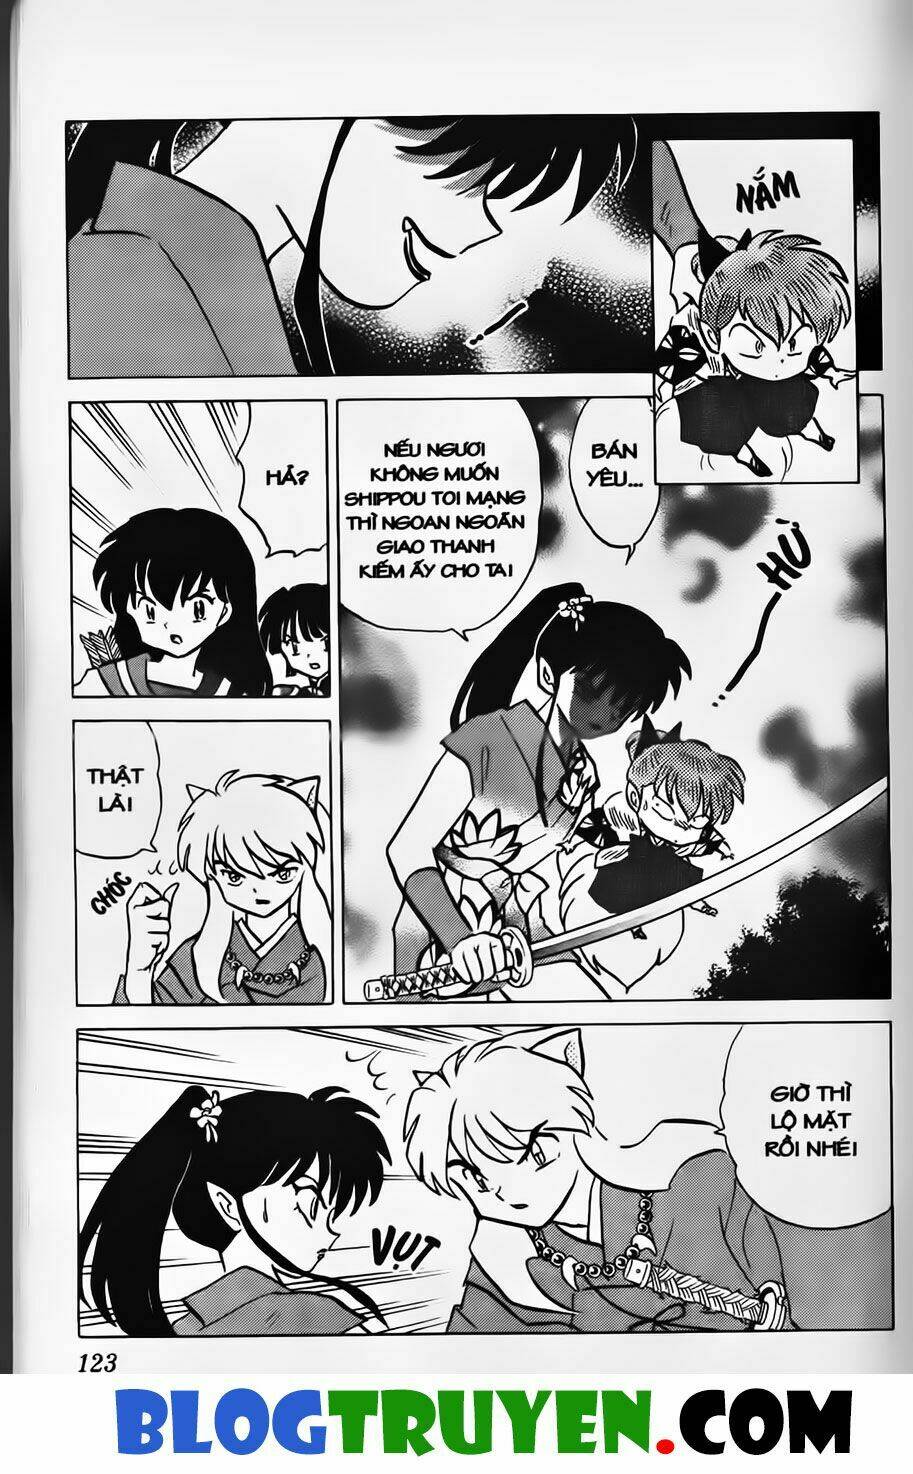 NẮM
BÁN
YÊU...
NẾU NGƯƠI
KHÔNG MUỐN
SHIPPOU TOI MẠNG
THÌ NGOAN NGOÃN
GIAO THANH
KIẾM ẤY CHO TA!
HỪ
HẢ?
THẬT
LÀ!
CHÓC
GIỜ THÌ
LỘ MẶT
RỒI NHÉ!
VỤT
123
BLOGTRUYEN.COM